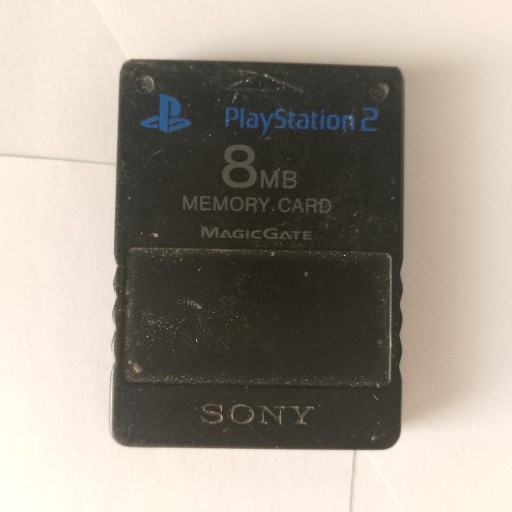 PlayStation 2
8MB
MEMORY CARD
MAGICGATE
SONY